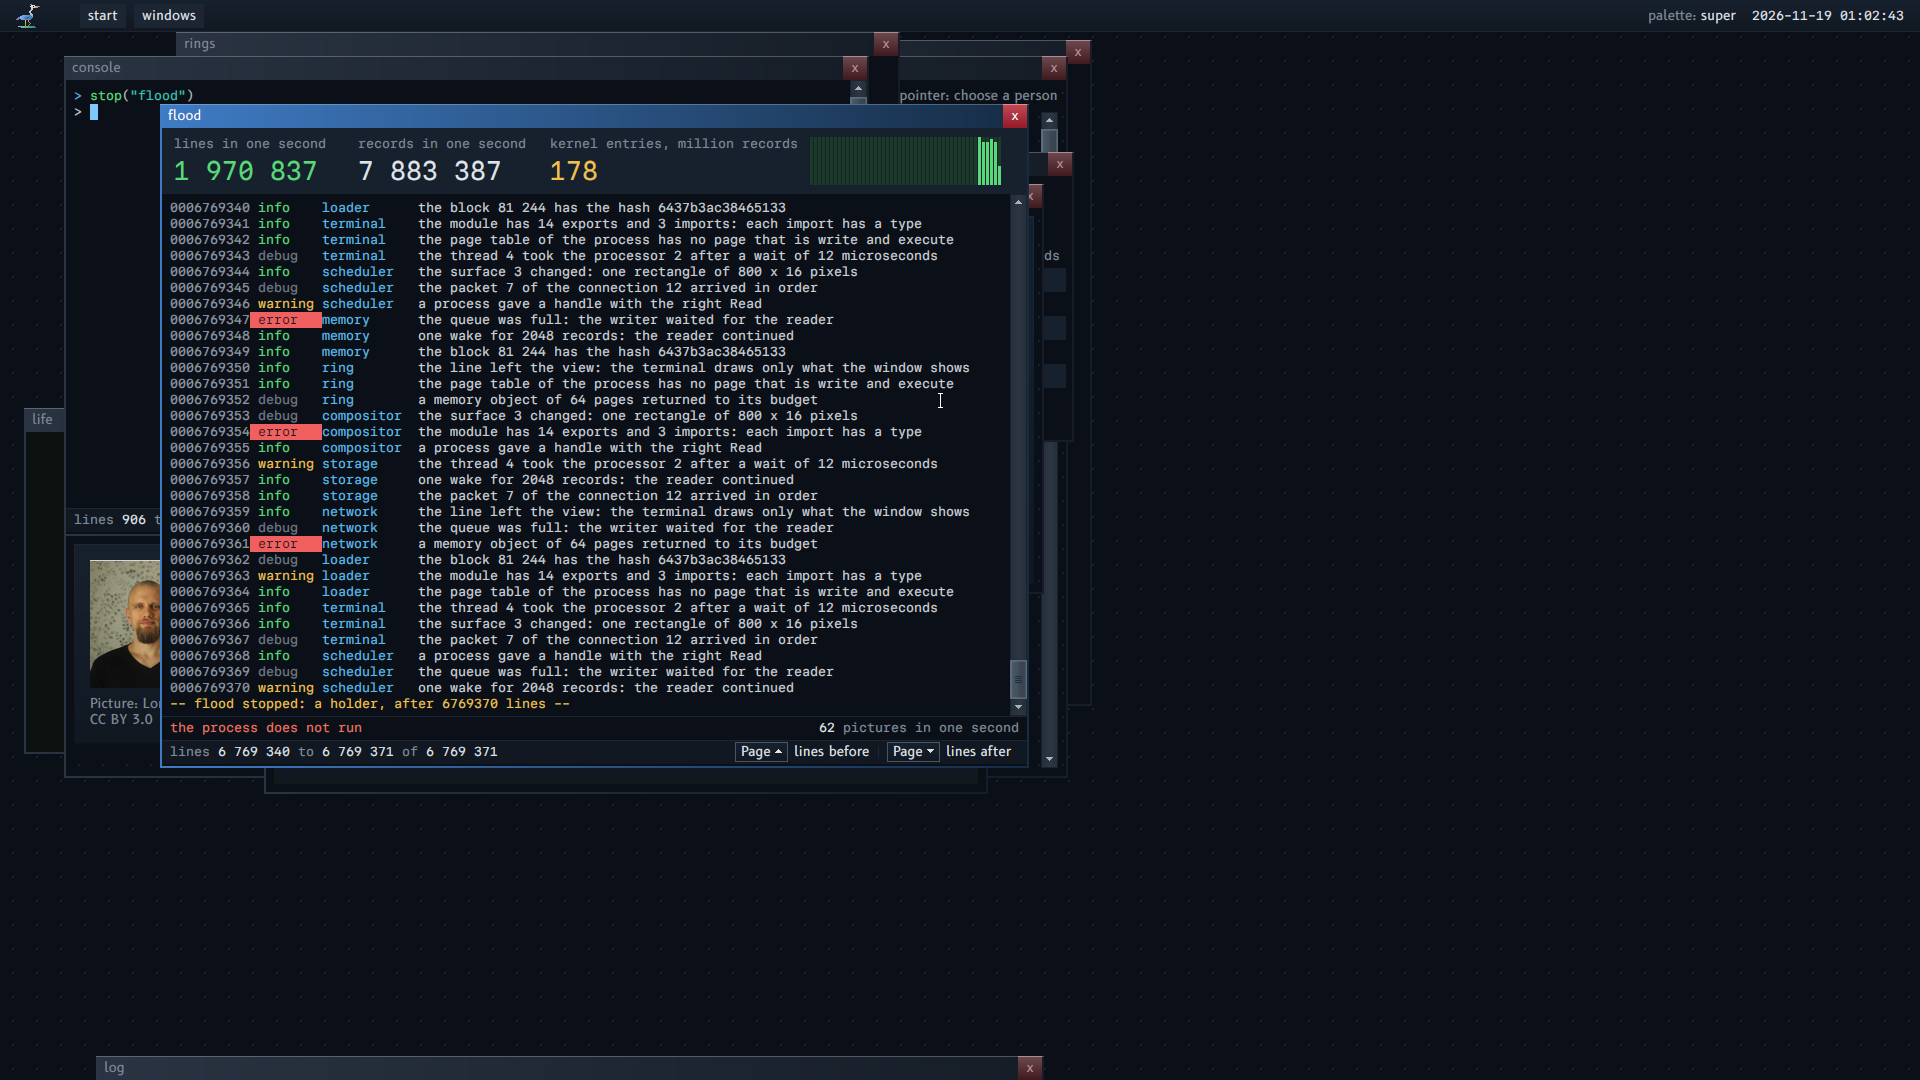 start windows palette: super 2026-11-19 01:02:43
rings x
x
console x x
> stop("flood")
pointer: choose a person
>
flood x
lines in one second records in one second kernel entries, million records
1 970 837 7 883 387 178
x
x
0006769340 info loader the block 81 244 has the hash 6437b3ac38465133
0006769341 info terminal the module has 14 exports and 3 imports: each import has a type
0006769342 info terminal the page table of the process has no page that is write and execute
0006769343 debug terminal the thread 4 took the processor 2 after a wait of 12 microseconds
ds
0006769344 info scheduler the surface 3 changed: one rectangle of 800 x 16 pixels
0006769345 debug scheduler the packet 7 of the connection 12 arrived in order
0006769346 warning scheduler a process gave a handle with the right Read
0006769347 error memory the queue was full: the writer waited for the reader
0006769348 info memory one wake for 2048 records: the reader continued
0006769349 info memory the block 81 244 has the hash 6437b3ac38465133
0006769350 info ring the line left the view: the terminal draws only what the window shows
0006769351 info ring the page table of the process has no page that is write and execute
0006769352 debug ring a memory object of 64 pages returned to its budget
0006769353 debug compositor the surface 3 changed: one rectangle of 800 x 16 pixels
life
0006769354 error compositor the module has 14 exports and 3 imports: each import has a type
0006769355 info compositor a process gave a handle with the right Read
0006769356 warning storage the thread 4 took the processor 2 after a wait of 12 microseconds
0006769357 info storage one wake for 2048 records: the reader continued
0006769358 info storage the packet 7 of the connection 12 arrived in order
0006769359 info network the line left the view: the terminal draws only what the window shows
lines 906 t
0006769360 debug network the queue was full: the writer waited for the reader
0006769361 error network a memory object of 64 pages returned to its budget
0006769362 debug loader the block 81 244 has the hash 6437b3ac38465133
0006769363 warning loader the module has 14 exports and 3 imports: each import has a type
0006769364 info loader the page table of the process has no page that is write and execute
0006769365 info terminal the thread 4 took the processor 2 after a wait of 12 microseconds
0006769366 info terminal the surface 3 changed: one rectangle of 800 x 16 pixels
0006769367 debug terminal the packet 7 of the connection 12 arrived in order
0006769368 info scheduler a process gave a handle with the right Read
0006769369 debug scheduler the queue was full: the writer waited for the reader
0006769370 warning scheduler one wake for 2048 records: the reader continued
-- flood stopped: a holder, after 6769370 lines --
Picture: Lo
CC BY 3.0
the process does not run 62 pictures in one second
lines 6 769 340 to 6 769 371 of 6 769 371 Page lines before Page lines after
log x